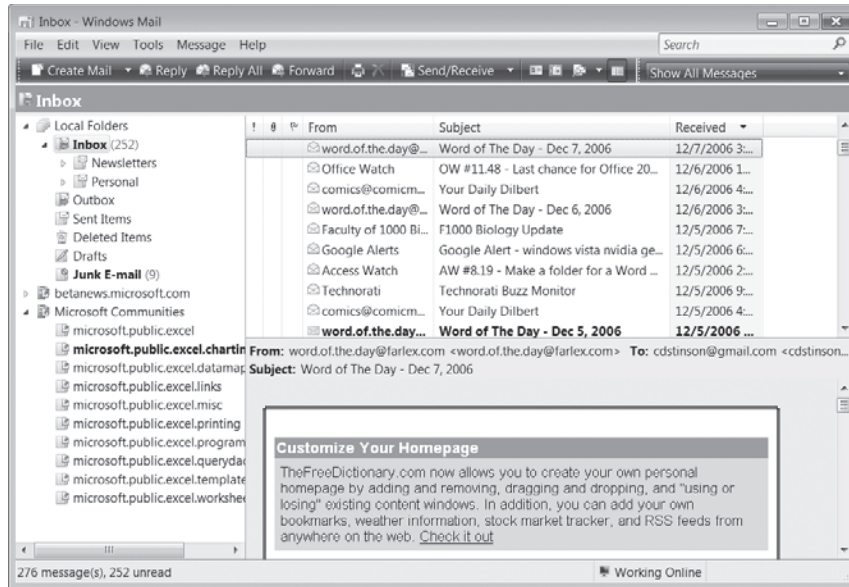 Inbox - Windows Mail
File Edit View Tools Message Help
Search
Create Mail Reply Reply All Forward Send/Receive Show All Messages
Inbox
Local Folders
Inbox (252)
Newsletters
Personal
Outbox
Sent Items
Deleted Items
Drafts
Junk E-mail (9)
betanews.microsoft.com
Microsoft Communities
microsoft.public.excel
microsoft.public.excel.chartin
microsoft.public.excel.datamap
microsoft.public.excel.links
microsoft.public.excel.misc
microsoft.public.excel.printing
microsoft.public.excel.program
microsoft.public.excel.querydao
microsoft.public.excel.template
microsoft.public.excel.workshee
! From Subject Received
word.of.the.day@... Word of The Day - Dec 7, 2006 12/7/2006 3:...
Office Watch OW #11.48 - Last chance for Office 20... 12/6/2006 1...
comics@comicm... Your Daily Dilbert 12/6/2006 4:...
word.of.the.day@... Word of The Day - Dec 6, 2006 12/6/2006 3:...
Faculty of 1000 Bi... F1000 Biology Update 12/5/2006 7:...
Google Alerts Google Alert - windows vista nvidia ge... 12/5/2006 6:...
Access Watch AW #8.19 - Make a folder for a Word ... 12/5/2006 2:...
Technorati Technorati Buzz Monitor 12/5/2006 9:...
comics@comicm... Your Daily Dilbert 12/5/2006 4:...
word.of.the.day... Word of The Day - Dec 5, 2006 12/5/2006 ...
From: word.of.the.day@farlex.com <word.of.the.day@farlex.com> To: cdstinson@gmail.com <cdstinson...
Subject: Word of The Day - Dec 7, 2006
Customize Your Homepage
TheFreeDictionary.com now allows you to create your own personal
homepage by adding and removing, dragging and dropping, and "using or
losing" existing content windows. In addition, you can add your own
bookmarks, weather information, stock market tracker, and RSS feeds from
anywhere on the web. Check it out
276 message(s), 252 unread
Working Online